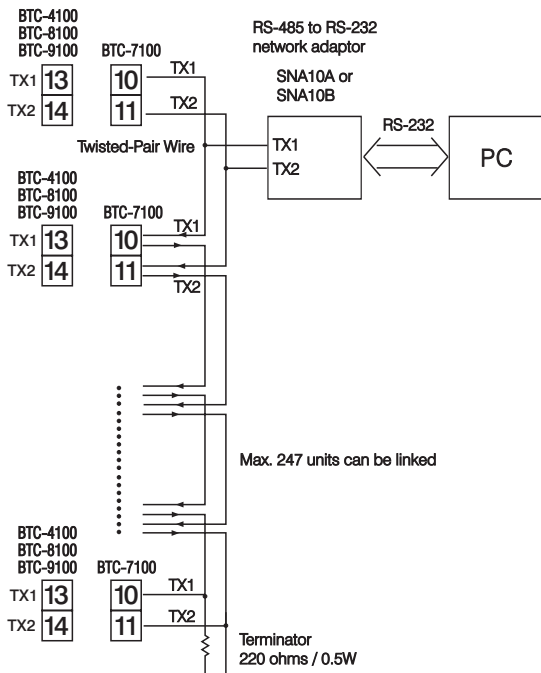 BTC-4100
BTC-8100
BTC-9100 BTC-7100
TX1 13 10 TX1
TX2 14 11 TX2
Twisted-Pair Wire
RS-485 to RS-232
network adaptor
SNA10A or
SNA10B
TX1
TX2
RS-232
PC
BTC-4100
BTC-8100
BTC-9100 BTC-7100
TX1 13 10 TX1
TX2 14 11
TX2
Max. 247 units can be linked
BTC-4100
BTC-8100
BTC-9100 BTC-7100
TX1 13 10 TX1
TX2 14 11 TX2
Terminator
220 ohms / 0.5W